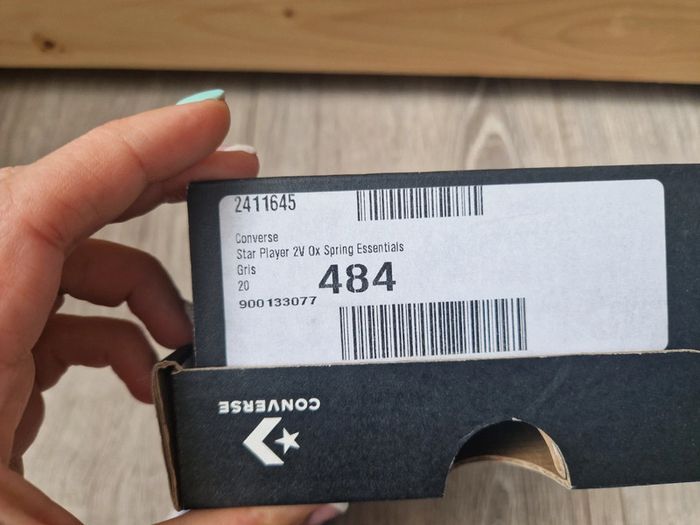 2411645
Converse
Star Player 2V Ox Spring Essentials
Gris
20
484
900133077
CONVERSE